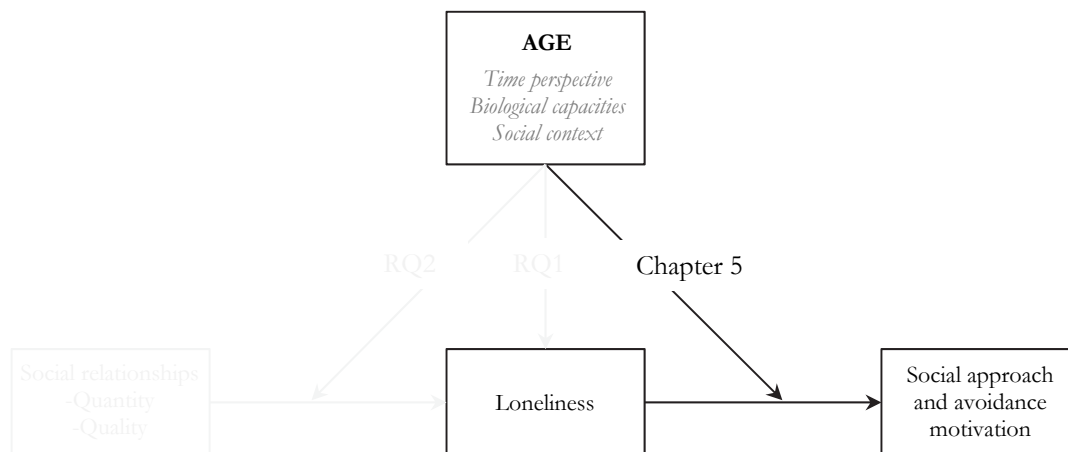 AGE
Time perspective
Biological capacities
Social context
RQ2
RQ1
Chapter 5
Social relationships
-Quantity
-Quality
Loneliness
Social approach
and avoidance
motivation